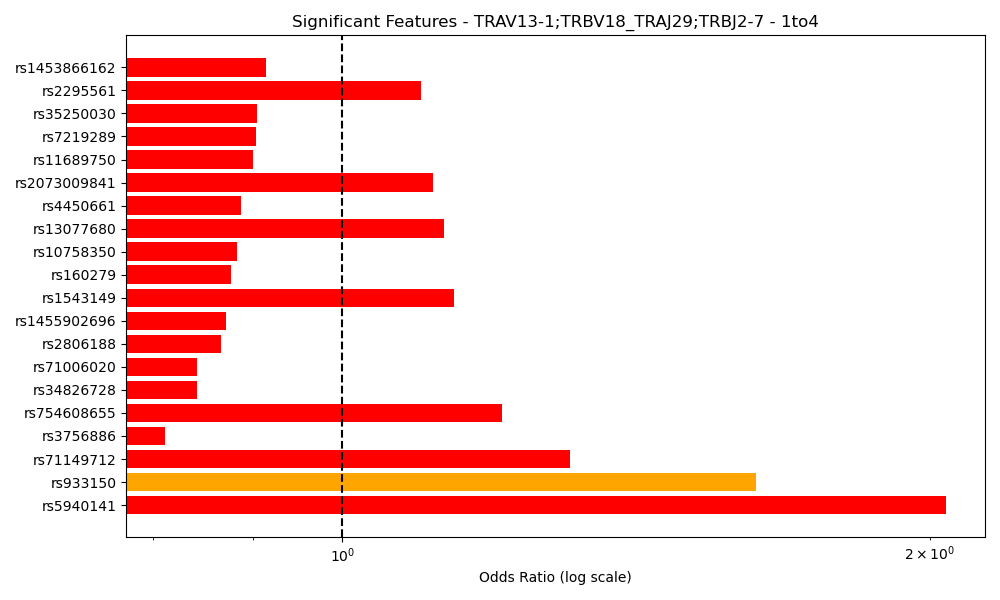 Significant Features - TRAV13-1;TRBV18_TRAJ29;TRBJ2-7 - 1to4
rs1453866162
rs2295561
rs35250030
rs7219289
rs11689750
rs2073009841
rs4450661
rs13077680
rs10758350
rs160279
rs1543149
rs1455902696
rs2806188
rs71006020
rs34826728
rs754608655
rs3756886
rs71149712
rs933150
rs5940141
10⁰ 2 × 10⁰
Odds Ratio (log scale)